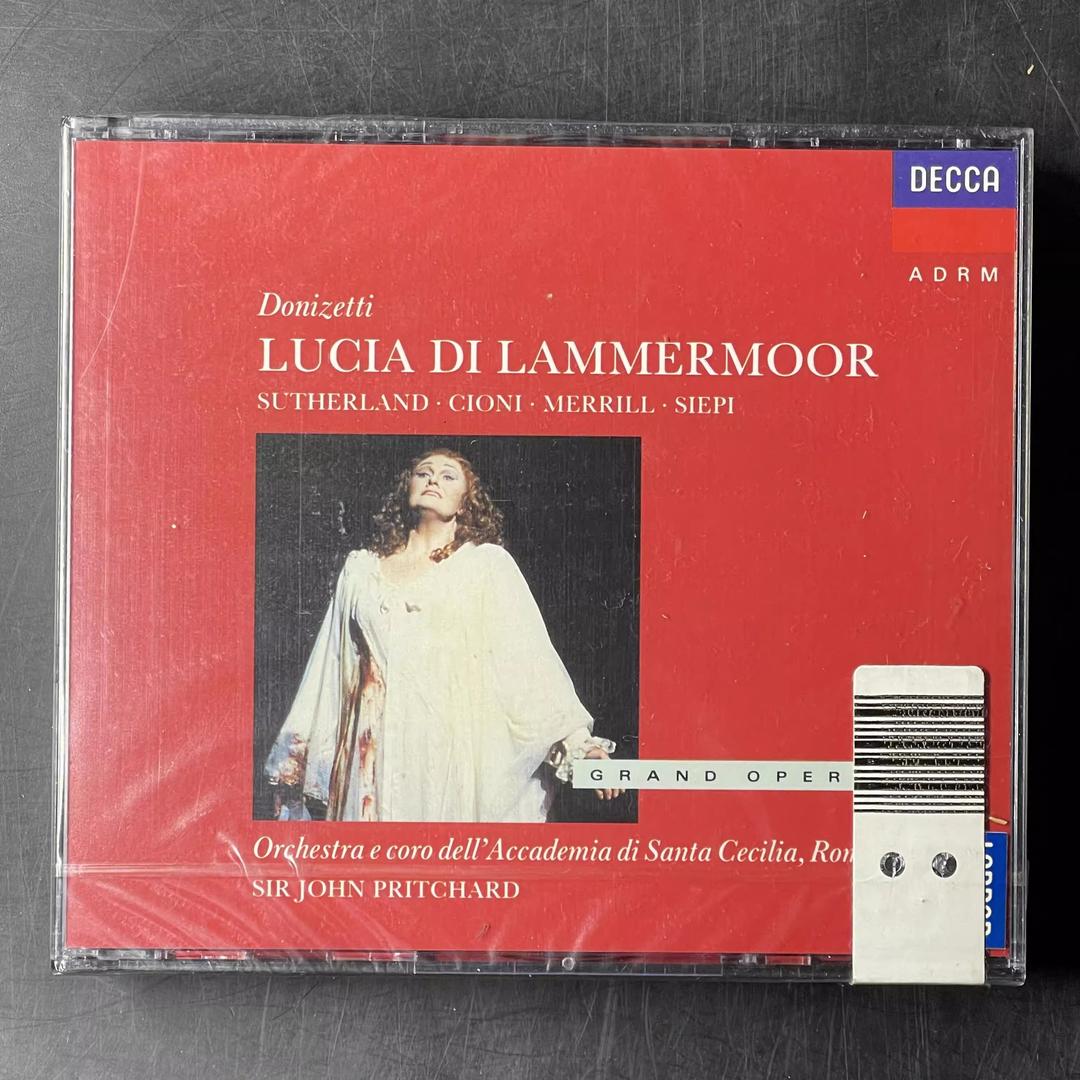 DECCA
ADRM
Donizetti
LUCIA DI LAMMERMOOR
SUTHERLAND · CIONI · MERRILL · SIEPI
GRAND OPER
Orchestra e coro dell'Accademia di Santa Cecilia, Rom
SIR JOHN PRITCHARD